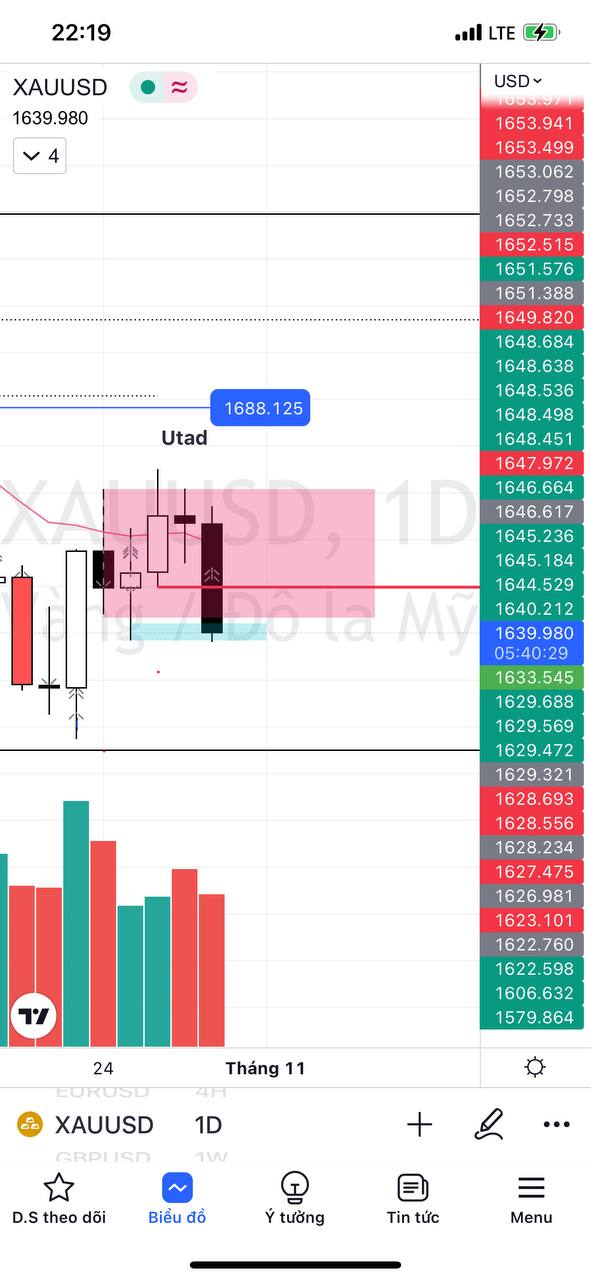 22:19
LTE
XAUUSD
1639.980
4
USD
1653.971
1653.941
1653.499
1653.062
1652.798
1652.733
1652.515
1651.576
1651.388
1649.820
1648.684
1648.638
1648.536
1648.498
1648.451
1647.972
1646.664
1646.617
1645.236
1645.184
1644.529
1640.212
1639.980
05:40:29
1633.545
1629.688
1629.569
1629.472
1629.321
1628.693
1628.556
1628.234
1627.475
1626.981
1623.101
1622.760
1622.598
1606.632
1579.864
1688.125
Utad
XAUUSD, 1D
Vàng / Đô la Mỹ
24
Tháng 11
EURUSD 4H
XAUUSD 1D
GBPUSD 1W
D.S theo dõi
Biểu đồ
Ý tưởng
Tin tức
Menu